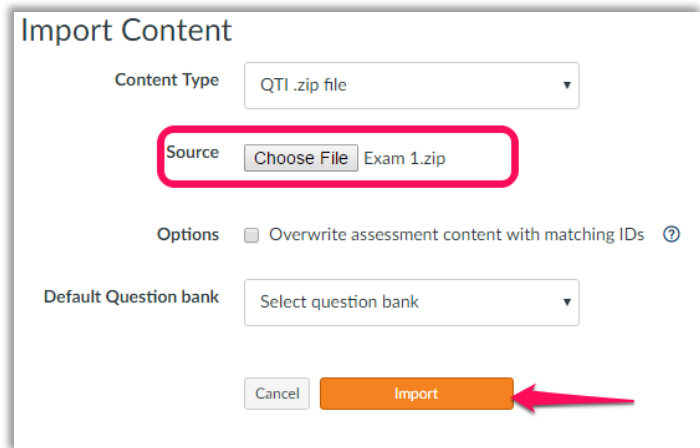 Import Content
Content Type QTI .zip file
Source Choose File Exam 1.zip
Options Overwrite assessment content with matching IDs ?
Default Question bank Select question bank
Cancel Import